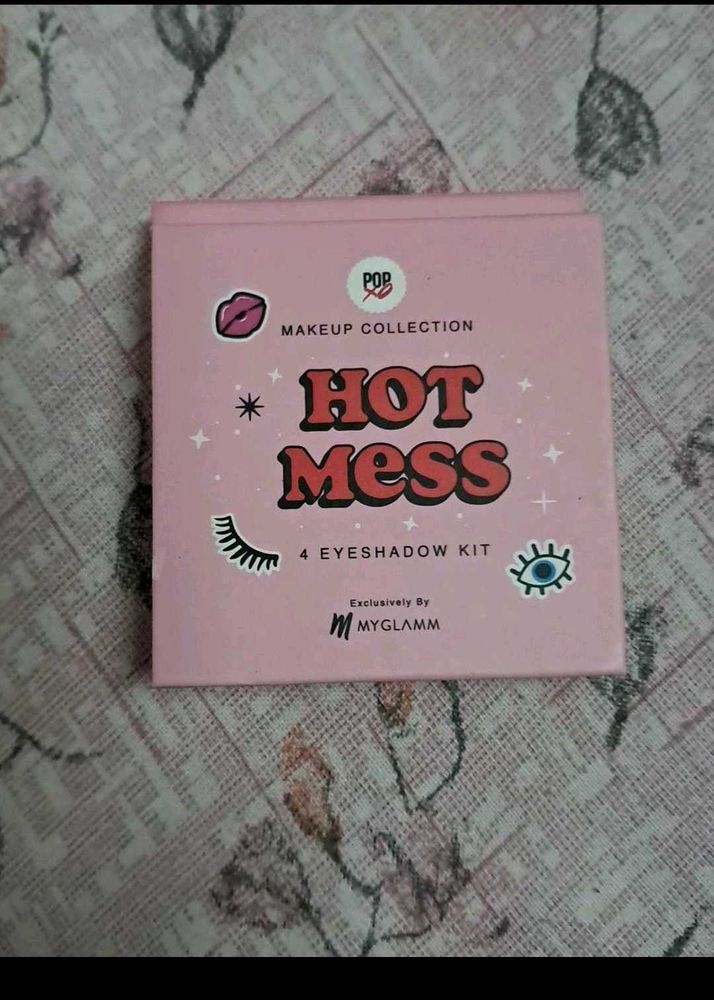 POP
xo
MAKEUP COLLECTION
HOT
MESS
4 EYESHADOW KIT
Exclusively By
M MYGLAMM